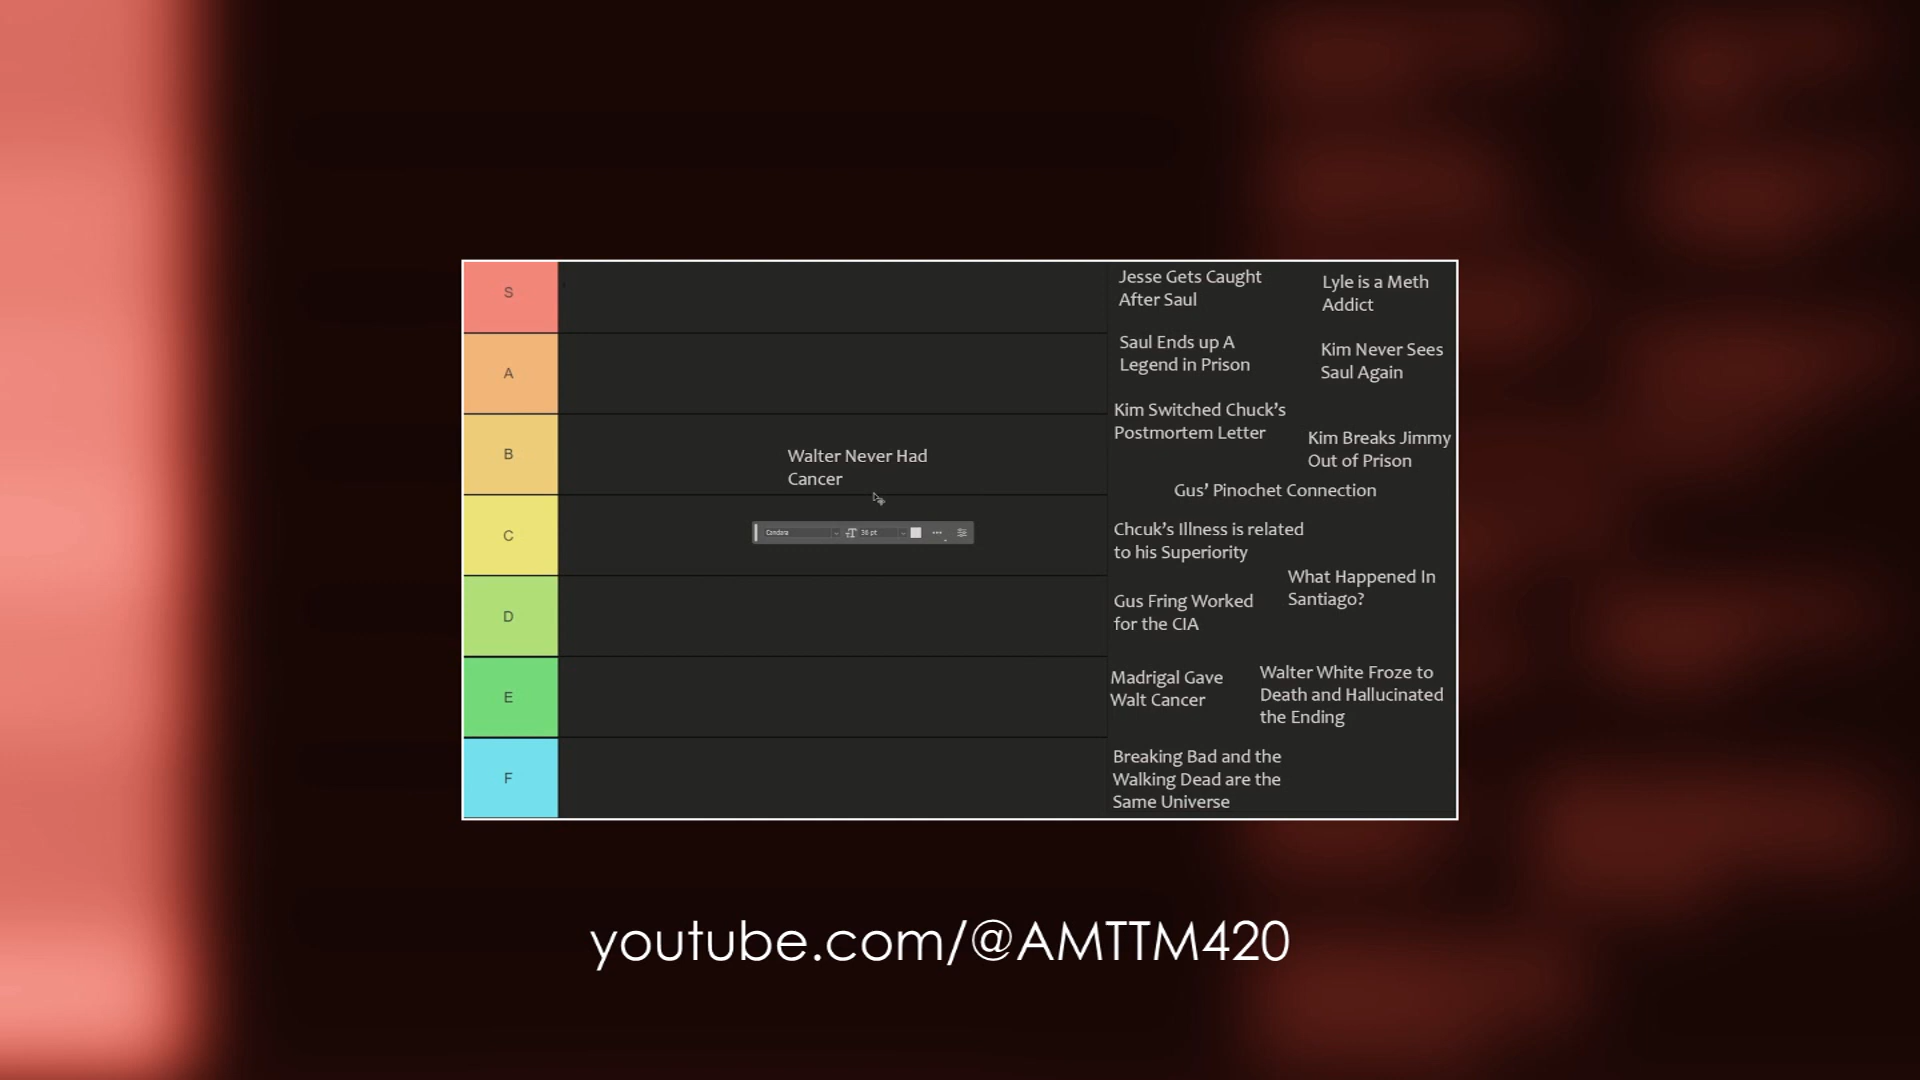 S
A
B
C
D
E
F
Walter Never Had
Cancer
Candara
36 pt
Jesse Gets Caught
After Saul
Lyle is a Meth
Addict
Saul Ends up A
Legend in Prison
Kim Never Sees
Saul Again
Kim Switched Chuck's
Postmortem Letter
Kim Breaks Jimmy
Out of Prison
Gus' Pinochet Connection
Chcuk's Illness is related
to his Superiority
What Happened In
Santiago?
Gus Fring Worked
for the CIA
Madrigal Gave
Walt Cancer
Walter White Froze to
Death and Hallucinated
the Ending
Breaking Bad and the
Walking Dead are the
Same Universe
youtube.com/@AMTTM420